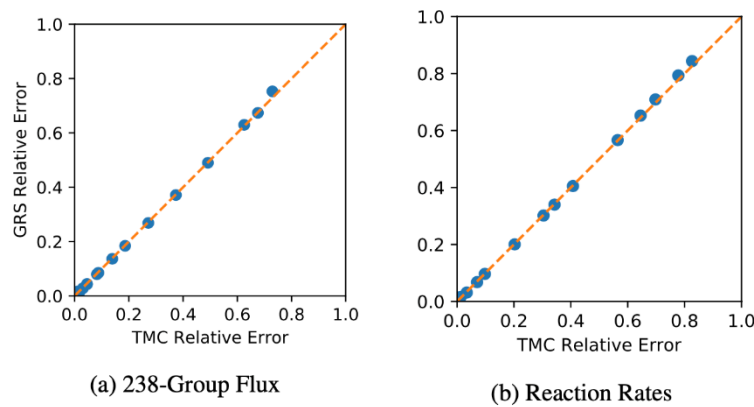 1.0
0.8
0.6
0.4
0.2
0.0
GRS Relative Error
0.0 0.2 0.4 0.6 0.8 1.0
TMC Relative Error
(a) 238-Group Flux
1.0
0.8
0.6
0.4
0.2
0.0
0.0 0.2 0.4 0.6 0.8 1.0
TMC Relative Error
(b) Reaction Rates